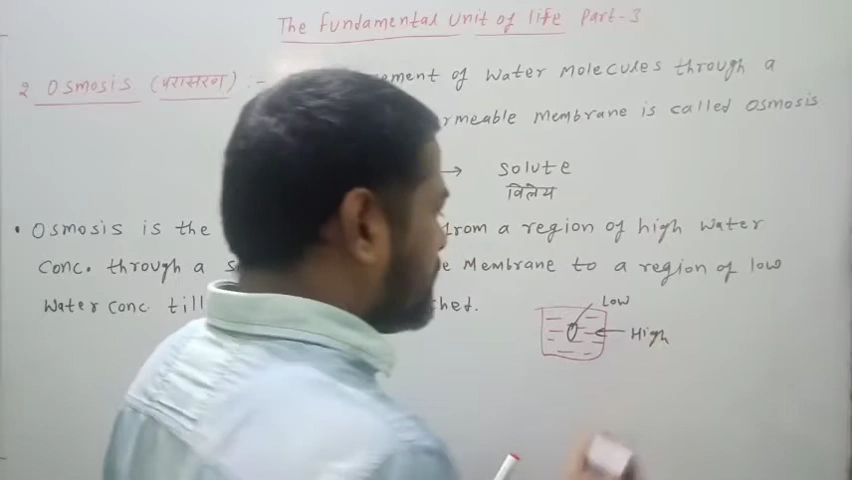 The Fundamental Unit of life Part-3
2 Osmosis (परासरण) :- ement of water Molecules through a
rmeable Membrane is called osmosis
→ Solute
विलेय
• Osmosis is the from a region of high water
conc. through a s e Membrane to a region of low
water conc. till hed.
Low
High